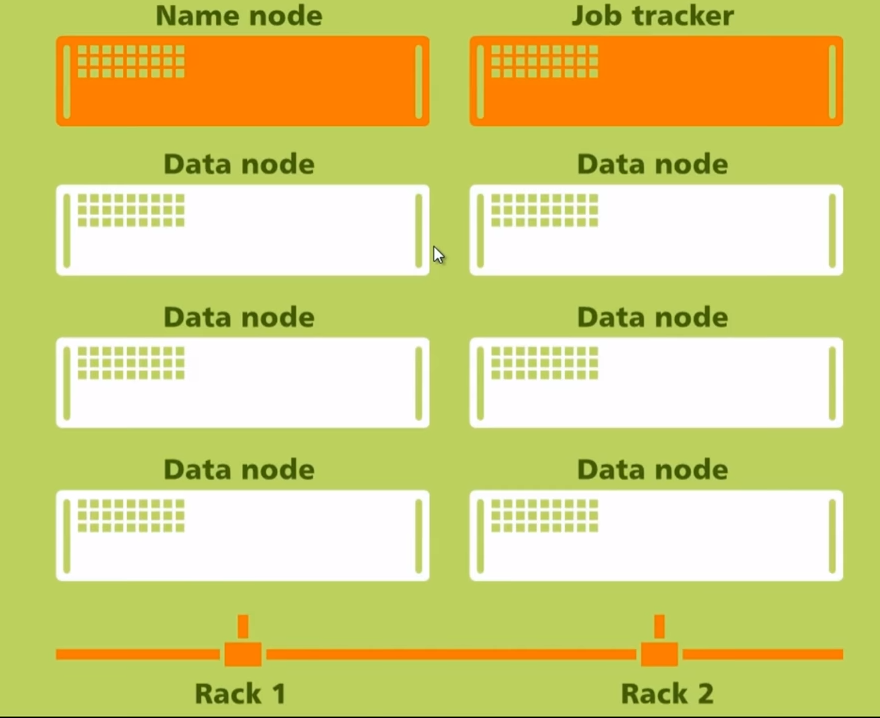 Name node
Job tracker
Data node
Data node
Data node
Data node
Data node
Data node
Rack 1
Rack 2